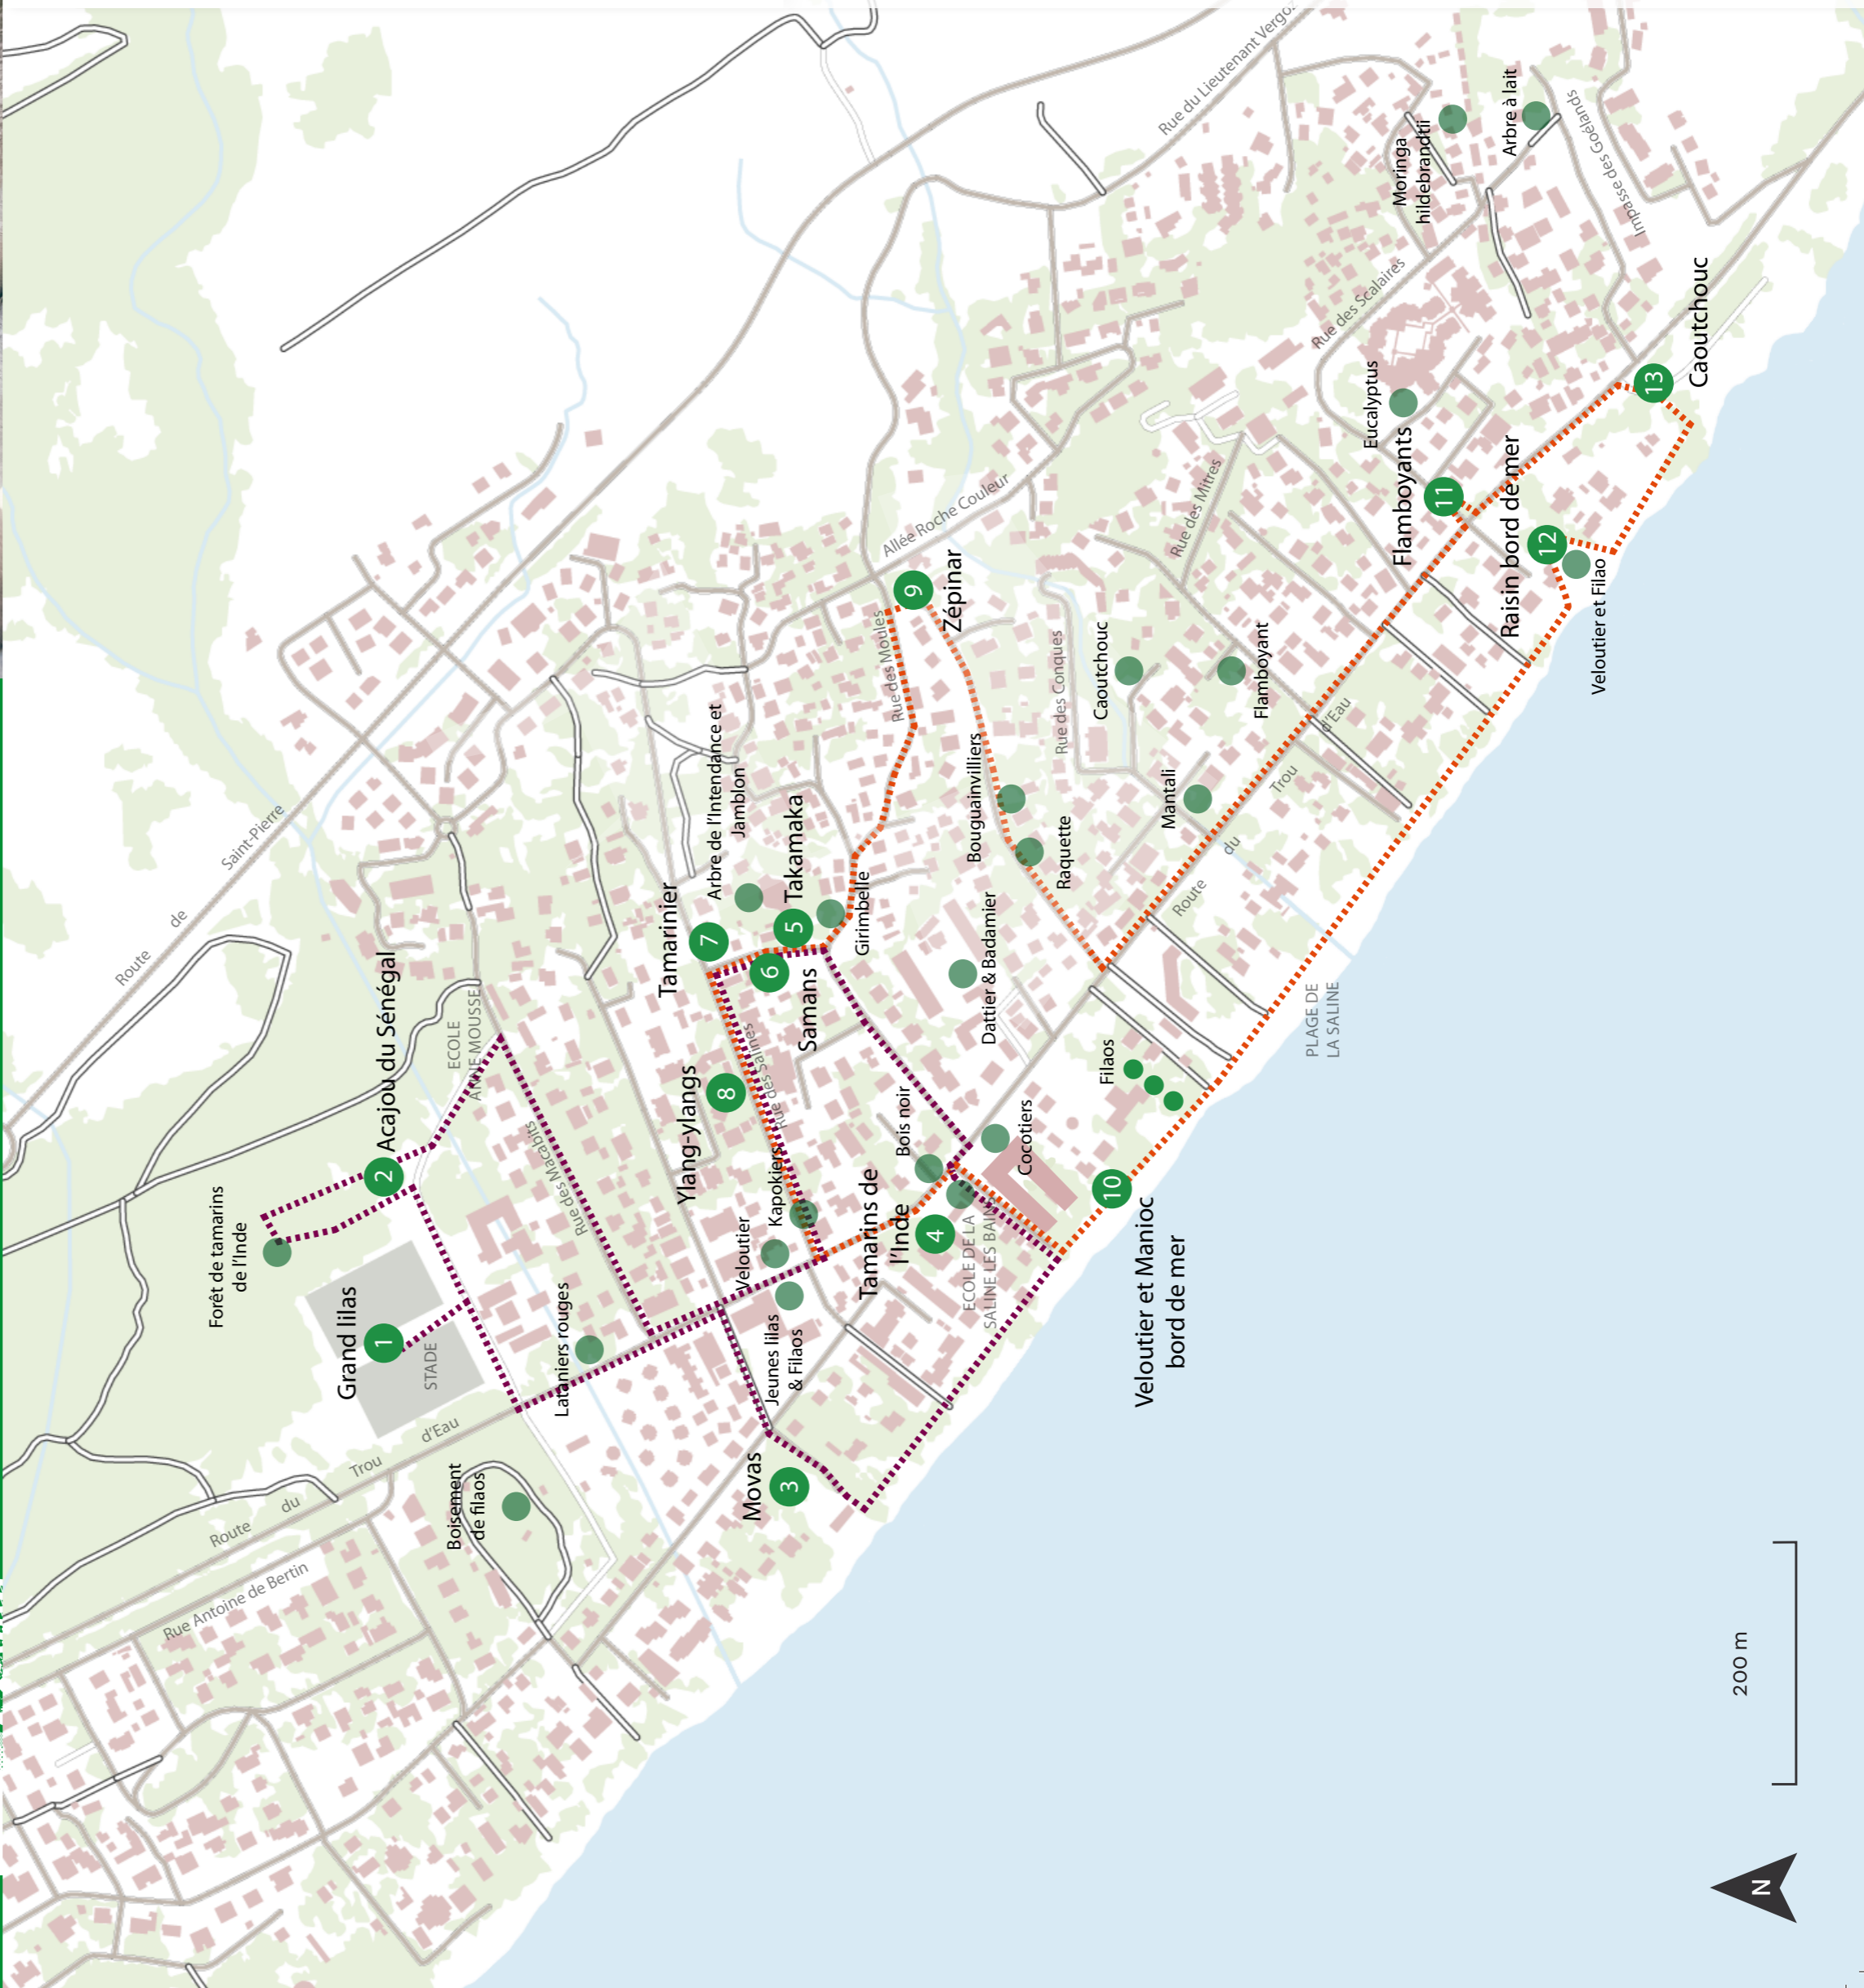 Route de Saint-Pierre
Forêt de tamarins
de l'Inde
2
Acajou du Sénégal
ECOLE
ANNE MOUSSE
Grand lilas
1
STADE
Route du Trou d'Eau
Rue Antoine de Bertin
Boisement
de filaos
Lataniers rouges
Rue des Macabits
Movas
3
Jeunes lilas
& Filaos
Veloutier
Kapokiers
Ylang-ylangs
8
Rue des Salines
Tamarinier
7
Arbre de l'Intendance et
Jamblon
Takamaka
5
6
Samans
Girimbelle
Rue des Moules
Zépinar
9
Allée Roche Couleur
Bouguainvilliers
Raquette
Rue des Conques
Caoutchouc
Flamboyant
Mantali
Dattier & Badamier
Bois noir
Cocotiers
Tamarins de
l'Inde
4
ECOLE DE LA
SALINE LES BAINS
Filaos
10
Veloutier et Manioc
bord de mer
PLAGE DE
LA SALINE
Route du Trou d'Eau
Rue des Mitres
Rue des Scalaires
Rue du Lieutenant Vergoz
Eucalyptus
Flamboyants
11
Raisin bord de mer
12
Veloutier et Filao
13
Caoutchouc
Moringa
hildebrandtii
Arbre à lait
Impasse des Goélands
200 m
N